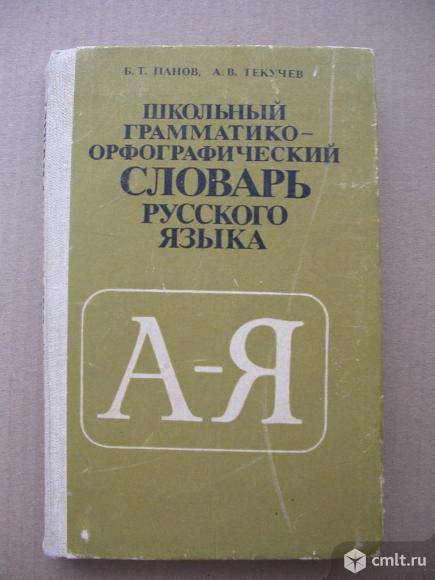 Б. Т. ПАНОВ, А. В. ТЕКУЧЕВ
ШКОЛЬНЫЙ
ГРАММАТИКО-
ОРФОГРАФИЧЕСКИЙ
СЛОВАРЬ
РУССКОГО
ЯЗЫКА
А-Я
cmlt.ru